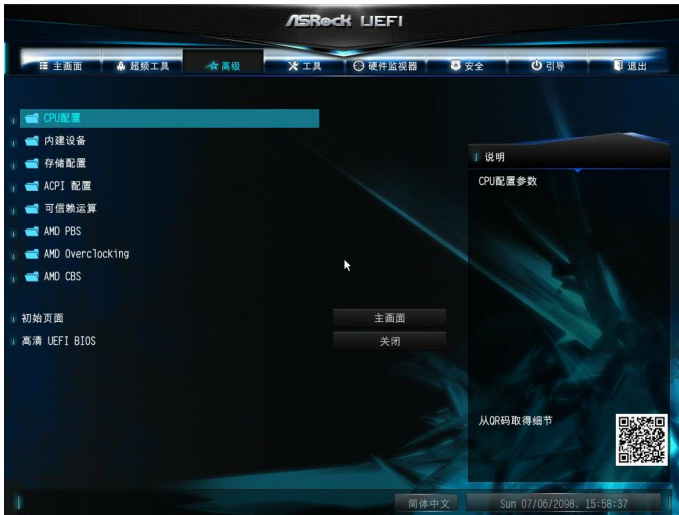 ASRock UEFI
主画面 超频工具 高级 工具 硬件监视器 安全 引导 退出
CPU配置
内建设备
存储配置
ACPI 配置
可信赖运算
AMD PBS
AMD Overclocking
AMD CBS
初始页面 主画面
高清 UEFI BIOS 关闭
说明
CPU配置参数
从QR码取得细节
简体中文 Sun 07/06/2098. 15:58:37